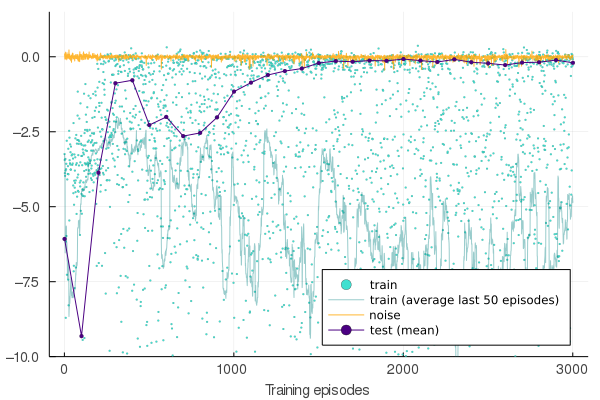 0.0
−2.5
−5.0
−7.5
−10.0
0
1000
2000
3000
Training episodes
train
train (average last 50 episodes)
noise
test (mean)